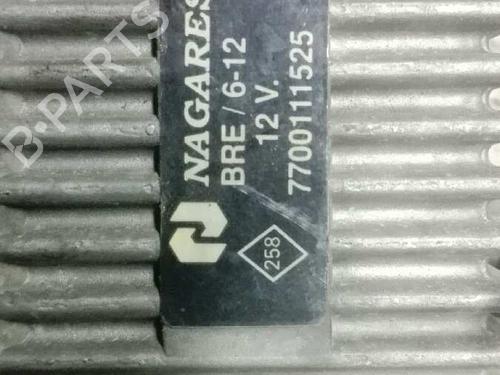 NAGARES
BRE / 6-12
12 V.
7700111525
258
B-PARTS